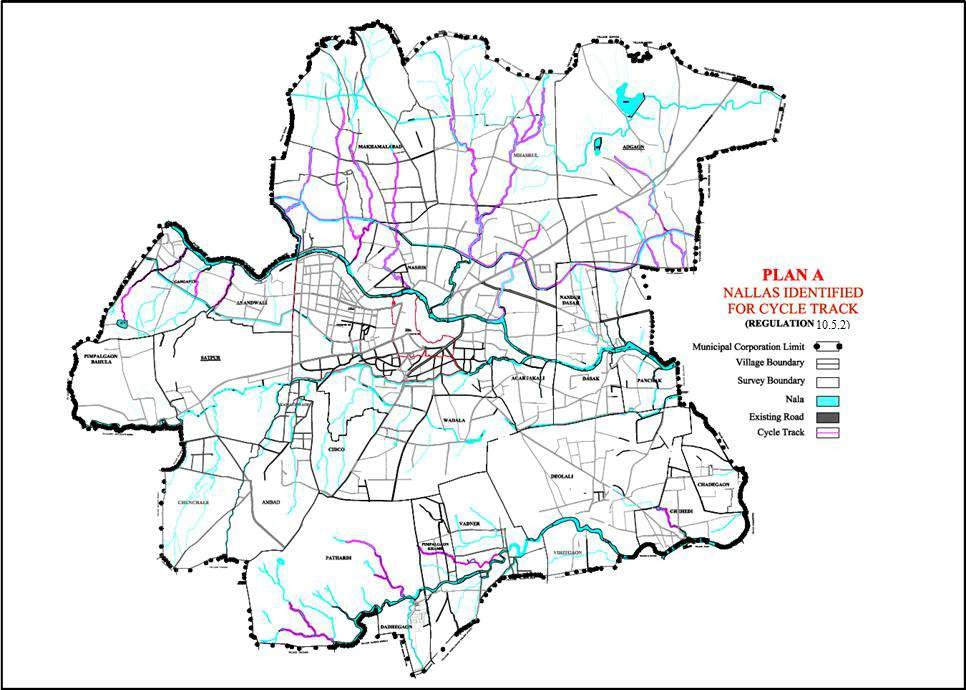 MAKHAMALABAD
MHASRUL
ADGAON
GANGAPUR
ANANDWALI
NASHIK
NANDUR
DASAK
PIMPALGAON
BAHULA
SATPUR
ACAR TAKALI
DASAK
PANCHAK
WADALA
CIDCO
DEOLALI
CHADEGAON
CHUNCHALE
AMBAD
CHEHEDI
VADNER
PATHARDI
PIMPALGAON
KHAMB
VIHITGAON
DADHEGAON
PLAN A
NALLAS IDENTIFIED
FOR CYCLE TRACK
(REGULATION 10.5.2)
Municipal Corporation Limit
Village Boundary
Survey Boundary
Nala
Existing Road
Cycle Track